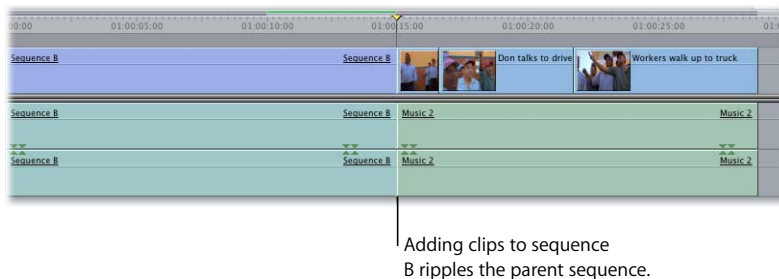 00:00 01:00:05:00 01:00:10:00 01:00:15:00 01:00:20:00 01:00:25:00 01:
Sequence B Sequence B Don talks to drive Workers walk up to truck
Sequence B Sequence B Music 2 Music 2
Sequence B Sequence B Music 2 Music 2
Adding clips to sequence
B ripples the parent sequence.